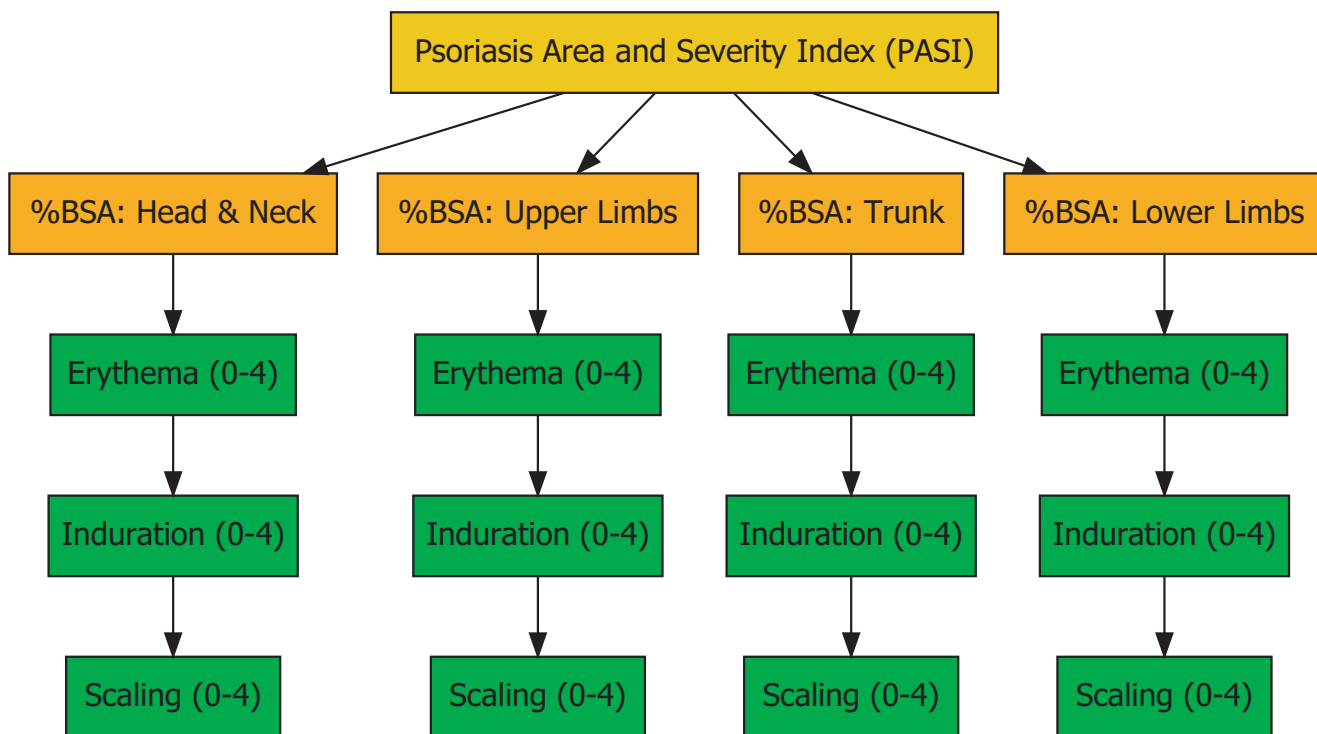 Psoriasis Area and Severity Index (PASI)
%BSA: Head & Neck
%BSA: Upper Limbs
%BSA: Trunk
%BSA: Lower Limbs
Erythema (0-4)
Erythema (0-4)
Erythema (0-4)
Erythema (0-4)
Induration (0-4)
Induration (0-4)
Induration (0-4)
Induration (0-4)
Scaling (0-4)
Scaling (0-4)
Scaling (0-4)
Scaling (0-4)